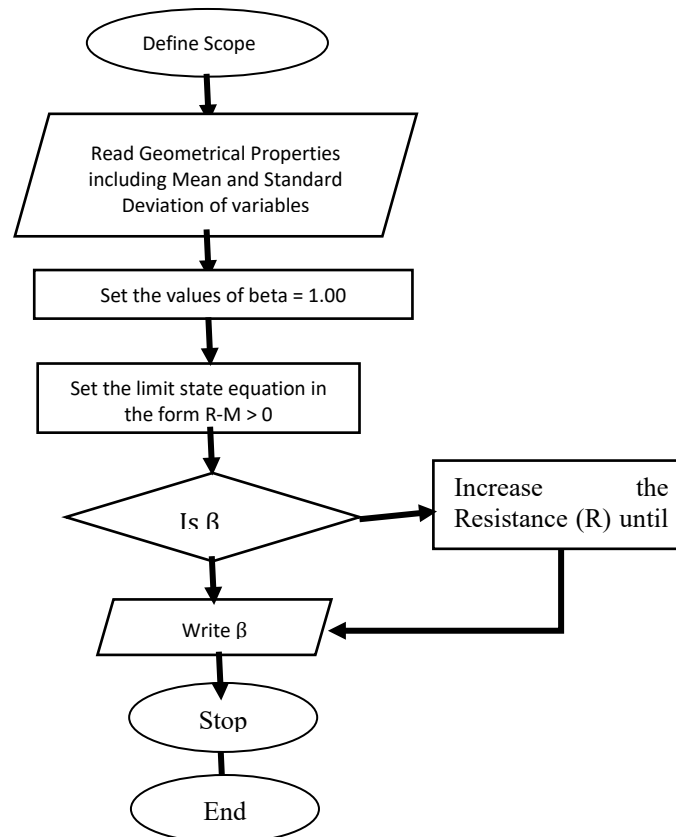 Define Scope
Read Geometrical Properties
including Mean and Standard
Deviation of variables
Set the values of beta = 1.00
Set the limit state equation in
the form R-M > 0
Is β
Increase the
Resistance (R) until
Write β
Stop
End